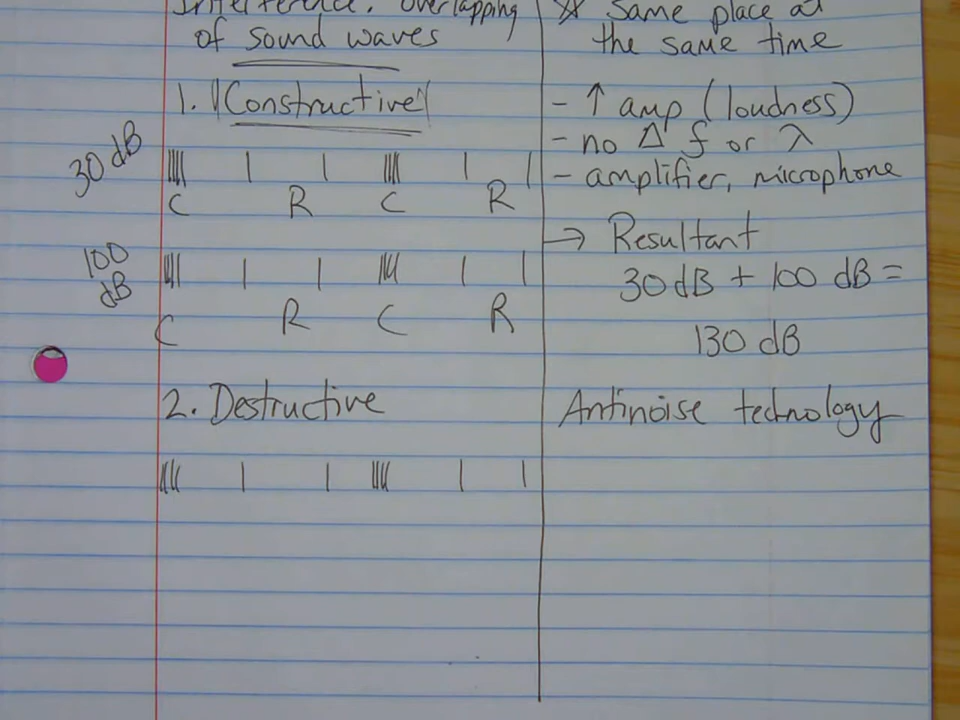 Interference. Overlapping
of sound waves
☆ Same place at
the same time
1. Constructive
- ↑ amp (loudness)
- no Δ f or λ
- amplifier, microphone
30 dB
C R C R
→ Resultant
30 dB + 100 dB =
130 dB
100
dB
C R C R
2. Destructive
Antinoise technology